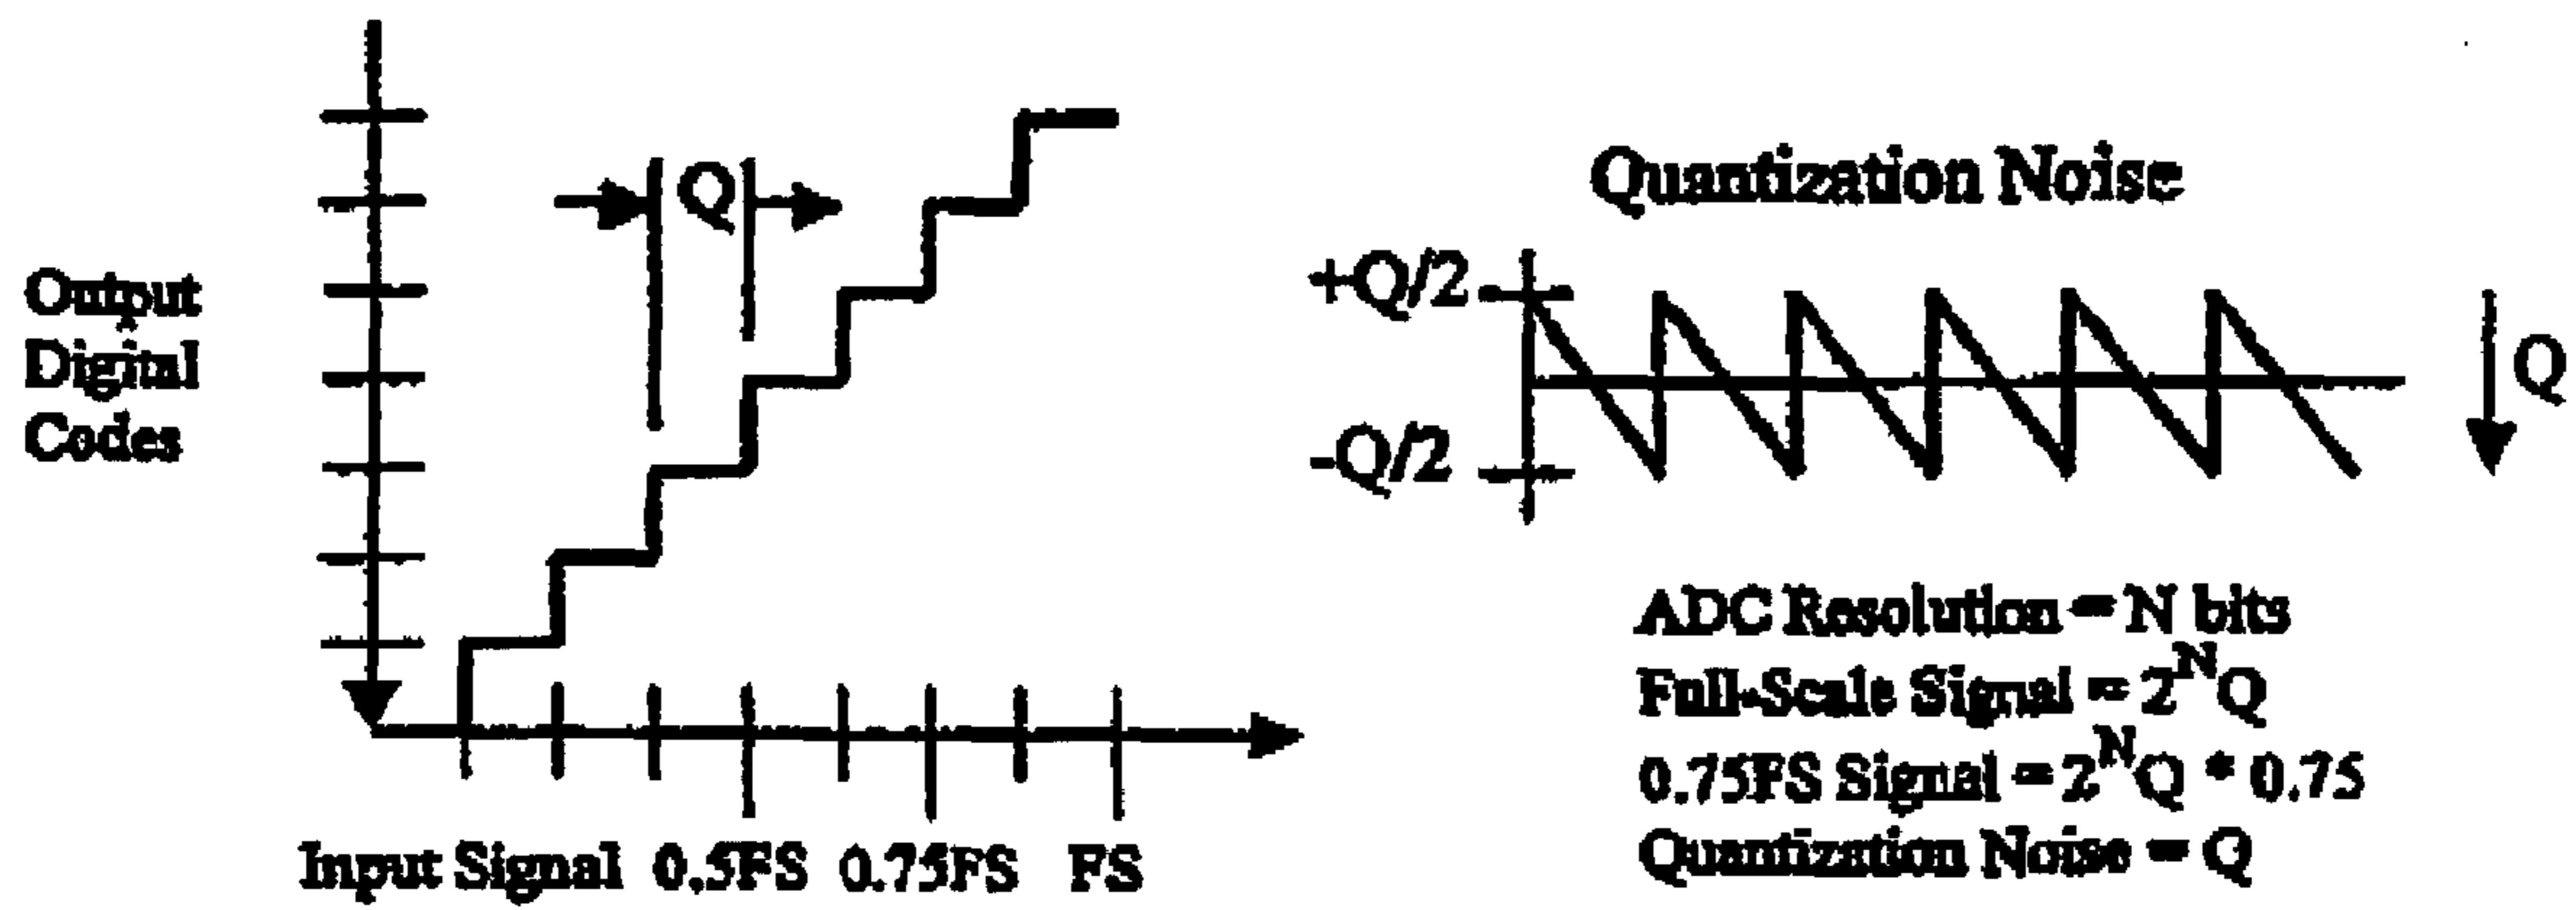 Output
Digital
Codes
Q
Input Signal 0.5FS 0.75FS FS
Quantization Noise
+Q/2
-Q/2
Q
ADC Resolution = N bits
Full-Scale Signal = 2^N Q
0.75FS Signal = 2^N Q * 0.75
Quantization Noise = Q